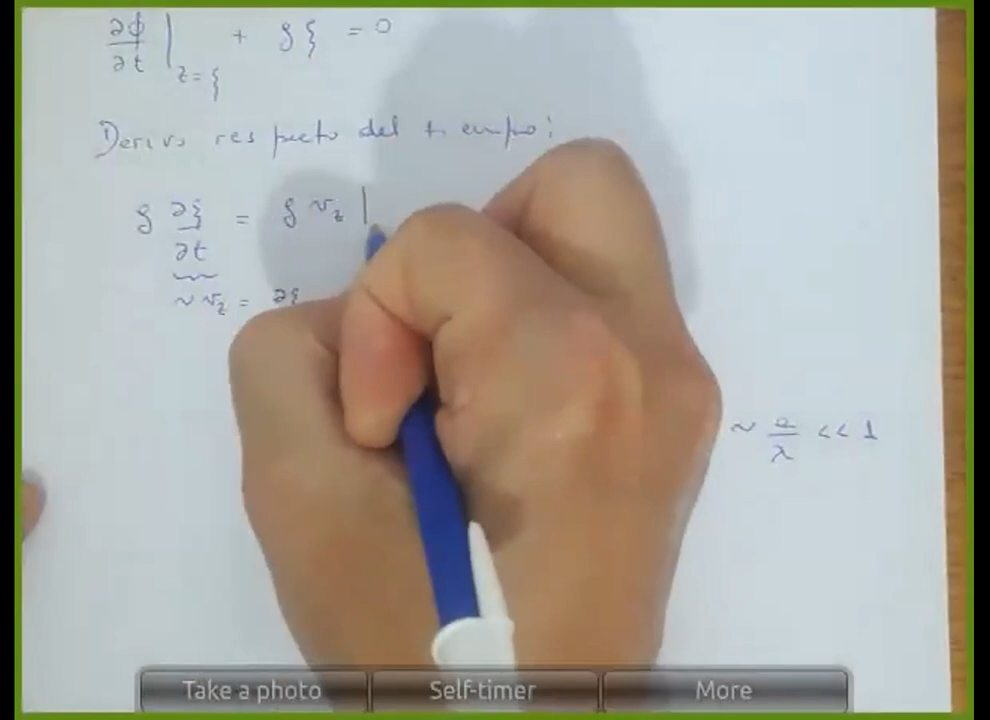 ∂ϕ/∂t |z=ξ + gξ = 0
Derivo respecto del tiempo:
g ∂ξ/∂t = g vz |
~ vz = ∂ξ
~ a/λ << 1
Take a photo Self-timer More